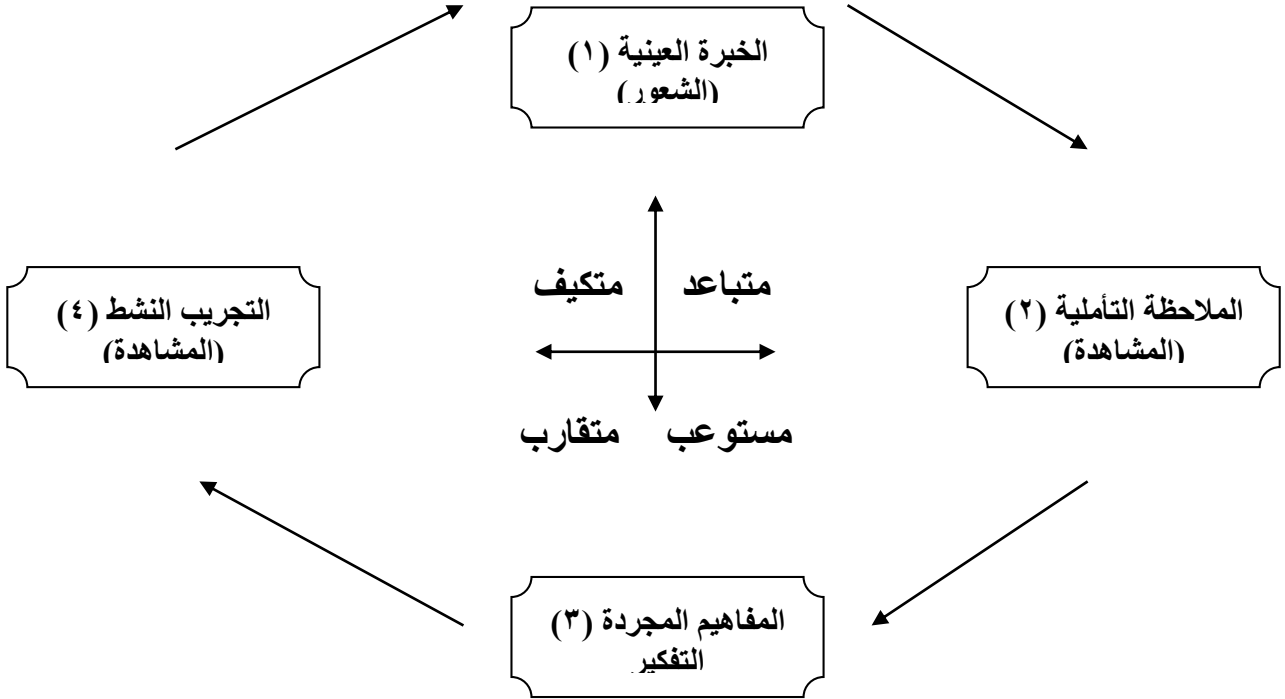 الخبرة العينية (١)
(الشعور)
متباعد
متكيف
الملاحظة التأملية (٢)
(المشاهدة)
التجريب النشط (٤)
(المشاهدة)
مستوعب
متقارب
المفاهيم المجردة (٣)
التفكير